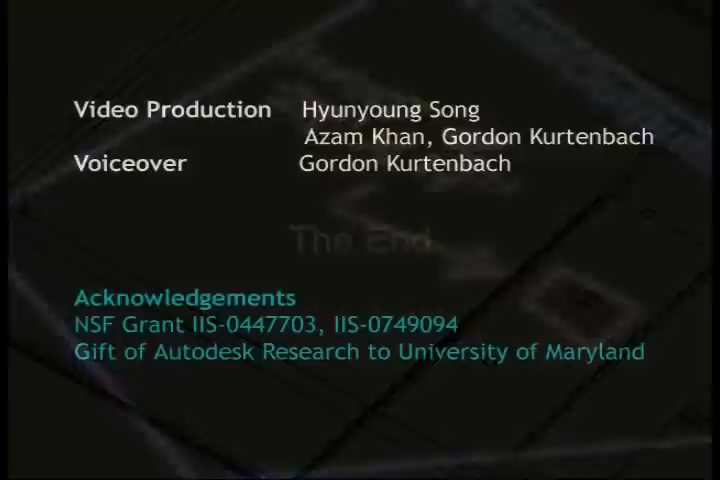 Video Production Hyunyoung Song
Azam Khan, Gordon Kurtenbach
Voiceover Gordon Kurtenbach
The End
Acknowledgements
NSF Grant IIS-0447703, IIS-0749094
Gift of Autodesk Research to University of Maryland